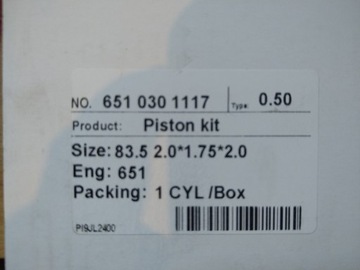 NO. 651 030 1117 Type: 0.50
Product: Piston kit
Size: 83.5 2.0*1.75*2.0
Eng: 651
Packing: 1 CYL /Box
PI9JL2400